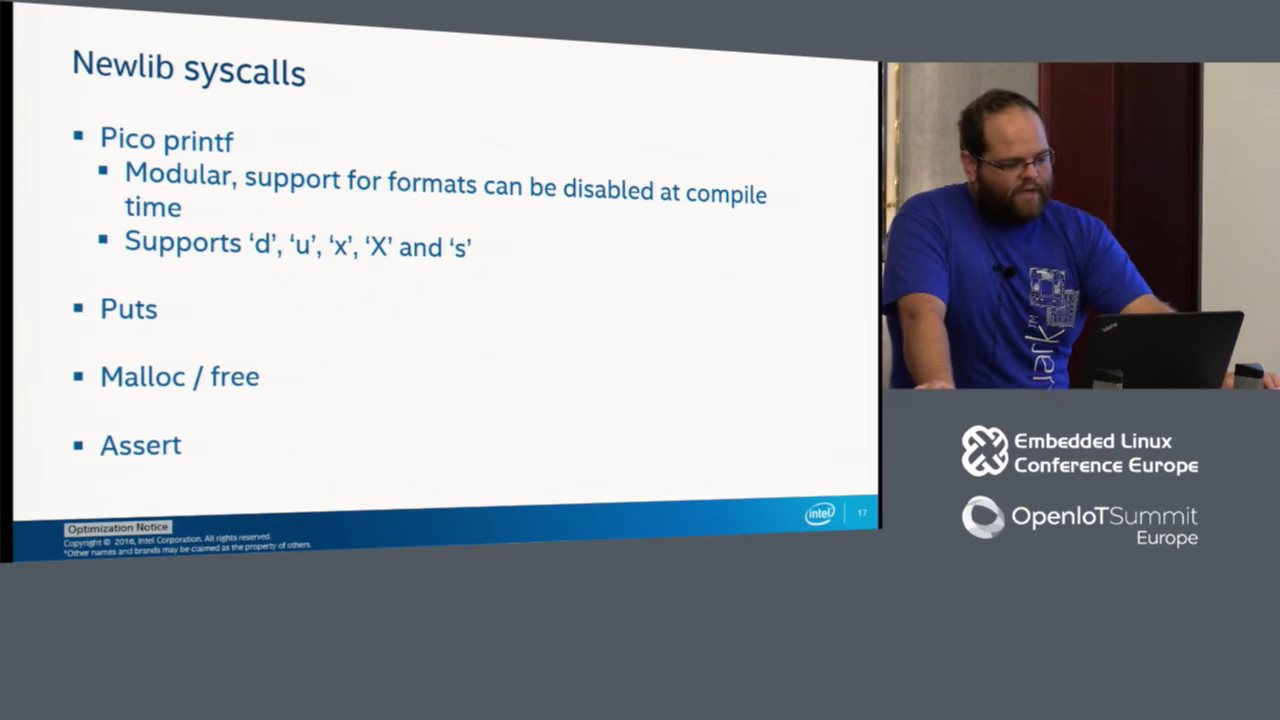 Newlib syscalls
▪ Pico printf
▪ Modular, support for formats can be disabled at compile
time
▪ Supports ‘d’, ‘u’, ‘x’, ‘X’ and ‘s’
▪ Puts
▪ Malloc / free
▪ Assert
Optimization Notice
Copyright © 2016, Intel Corporation. All rights reserved.
*Other names and brands may be claimed as the property of others.
intel
17
Embedded Linux
Conference Europe
OpenIoTSummit
Europe